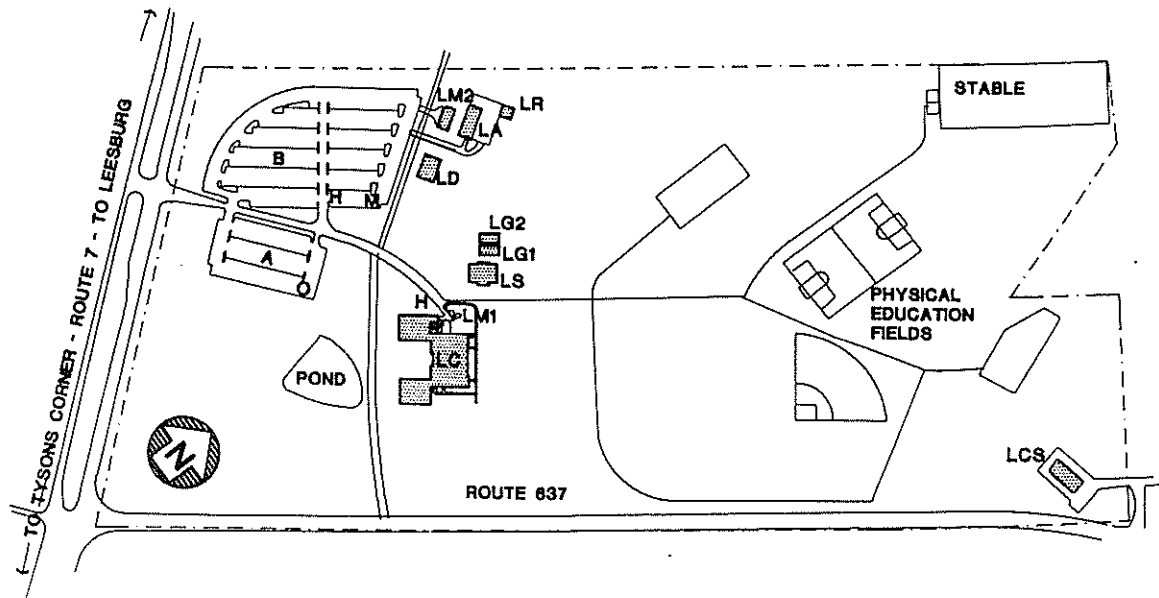 TO TYSONS CORNER - ROUTE 7 - TO LEESBURG
LM2
LR
LA
STABLE
B
LD
H
M
LG2
LG1
A
LS
O
H
LM1
PHYSICAL
EDUCATION
FIELDS
LC
POND
N
LCS
ROUTE 637